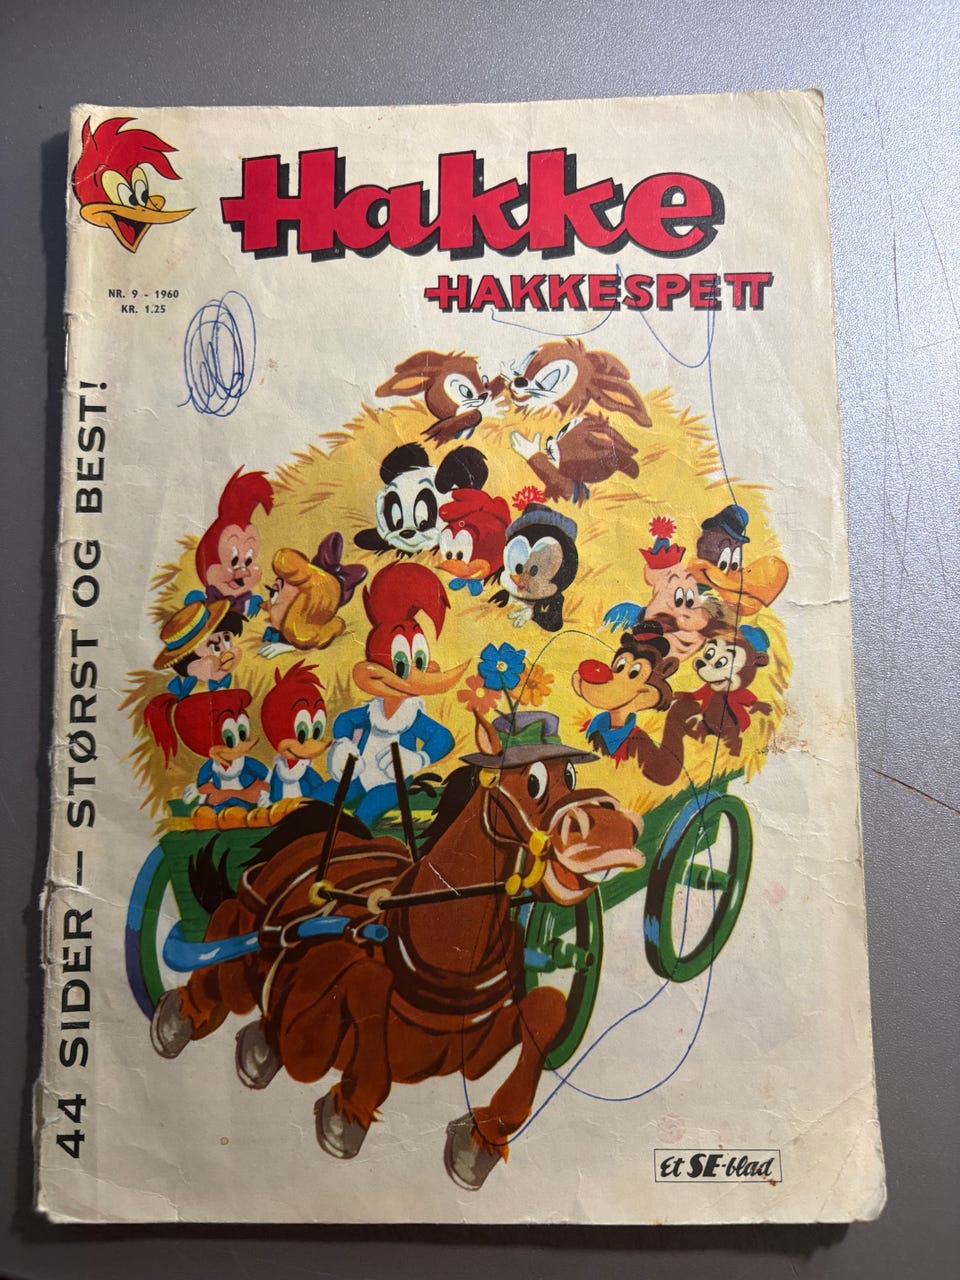 Hakke
HAKKESPETT
NR. 9 - 1960
KR. 1.25
44 SIDER — STØRST OG BEST!
Et SE-blad